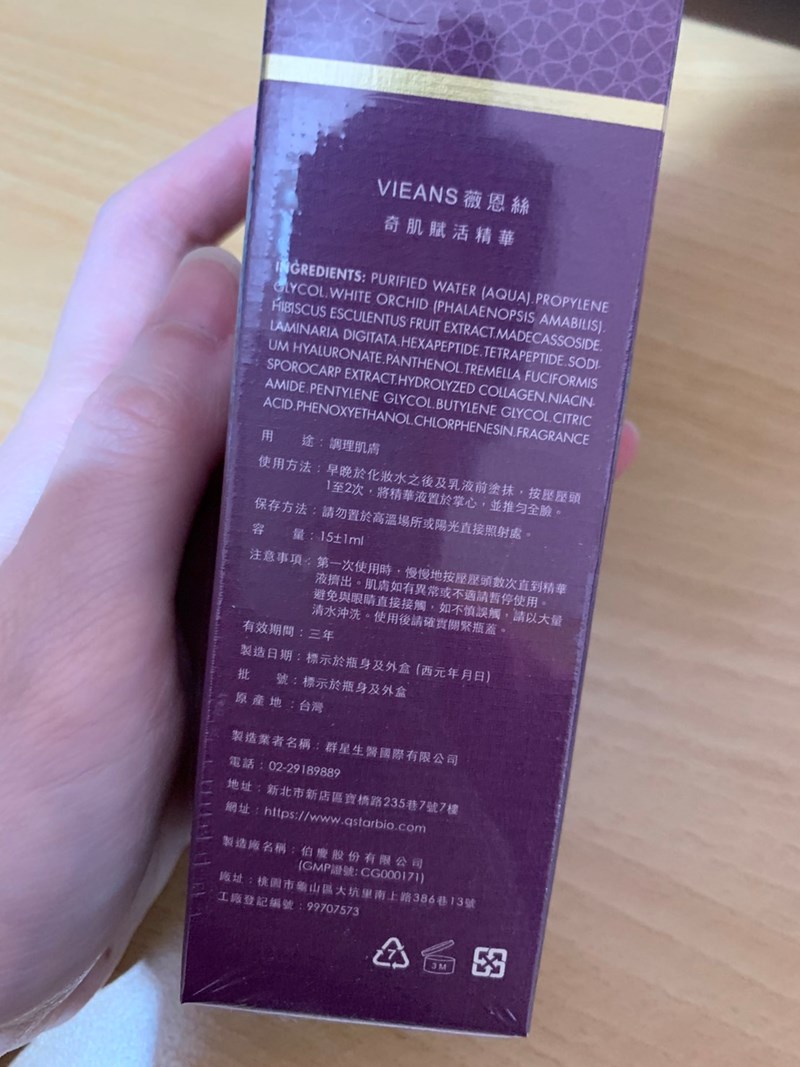 VIEANS 薇恩絲
奇肌賦活精華
INGREDIENTS: PURIFIED WATER (AQUA).PROPYLENE
GLYCOL.WHITE ORCHID (PHALAENOPSIS AMABILIS).
HIBISCUS ESCULENTUS FRUIT EXTRACT.MADECASSOSIDE.
LAMINARIA DIGITATA.HEXAPEPTIDE.TETRAPEPTIDE.SODI-
UM HYALURONATE.PANTHENOL.TREMELLA FUCIFORMIS
SPOROCARP EXTRACT.HYDROLYZED COLLAGEN.NIACIN-
AMIDE.PENTYLENE GLYCOL.BUTYLENE GLYCOL.CITRIC
ACID.PHENOXYETHANOL.CHLORPHENESIN.FRAGRANCE
用 途：調理肌膚
使用方法：早晚於化妝水之後及乳液前塗抹，按壓壓頭
1至2次，將精華液置於掌心，並推勻全臉。
保存方法：請勿置於高溫場所或陽光直接照射處。
容 量：15±1ml
注意事項：第一次使用時，慢慢地按壓壓頭數次直到精華
液擠出。肌膚如有異常或不適請暫停使用。
避免與眼睛直接接觸，如不慎誤觸，請以大量
清水沖洗。使用後請確實關緊瓶蓋。
有效期間：三年
製造日期：標示於瓶身及外盒 (西元年月日)
批 號：標示於瓶身及外盒
原產地：台灣
製造業者名稱：群星生醫國際有限公司
電話：02-29189889
地址：新北市新店區寶橋路235巷7號7樓
網址：https://www.qstarbio.com
製造廠名稱：伯慶股份有限公司
(GMP證號: CG000171)
廠址：桃園市龜山區大坑里南上路386巷13號
工廠登記編號：99707573
7 3M